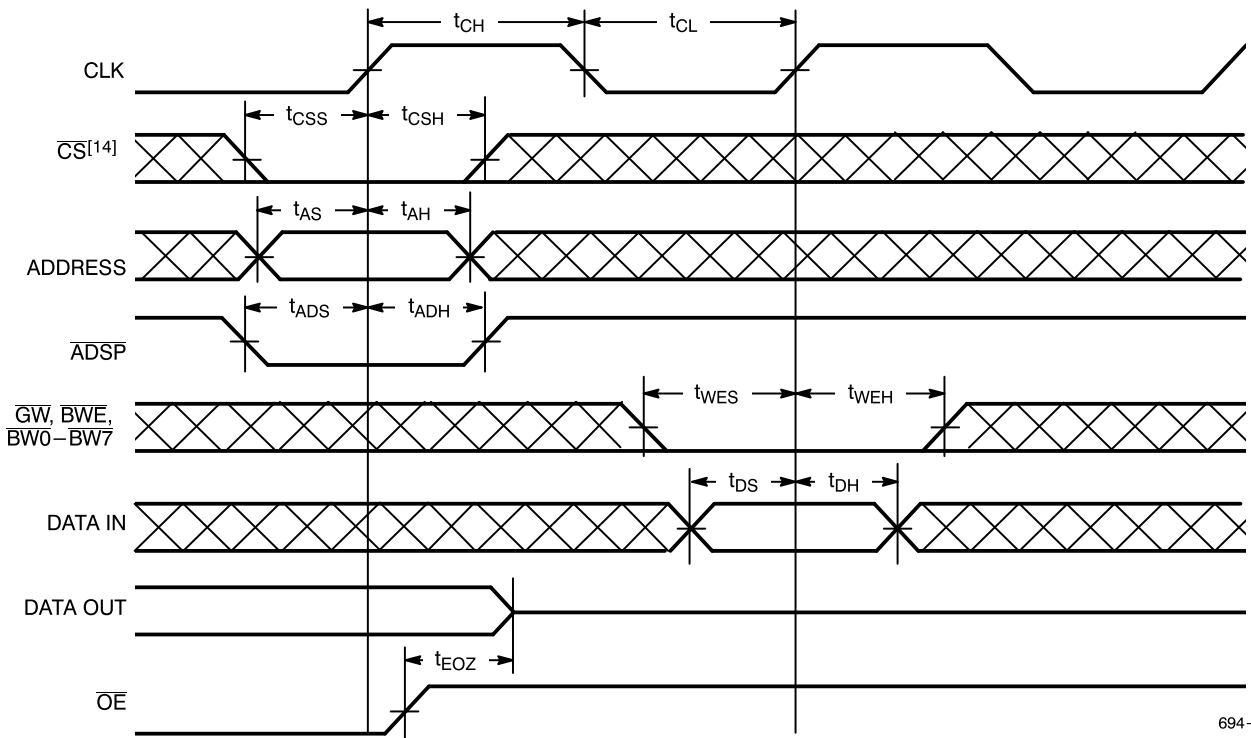 tCH
tCL
CLK
tCSS
tCSH
CS[14]
tAS
tAH
ADDRESS
tADS
tADH
ADSP
tWES
tWEH
GW, BWE,
BW0–BW7
tDS
tDH
DATA IN
DATA OUT
tEOZ
OE
694-